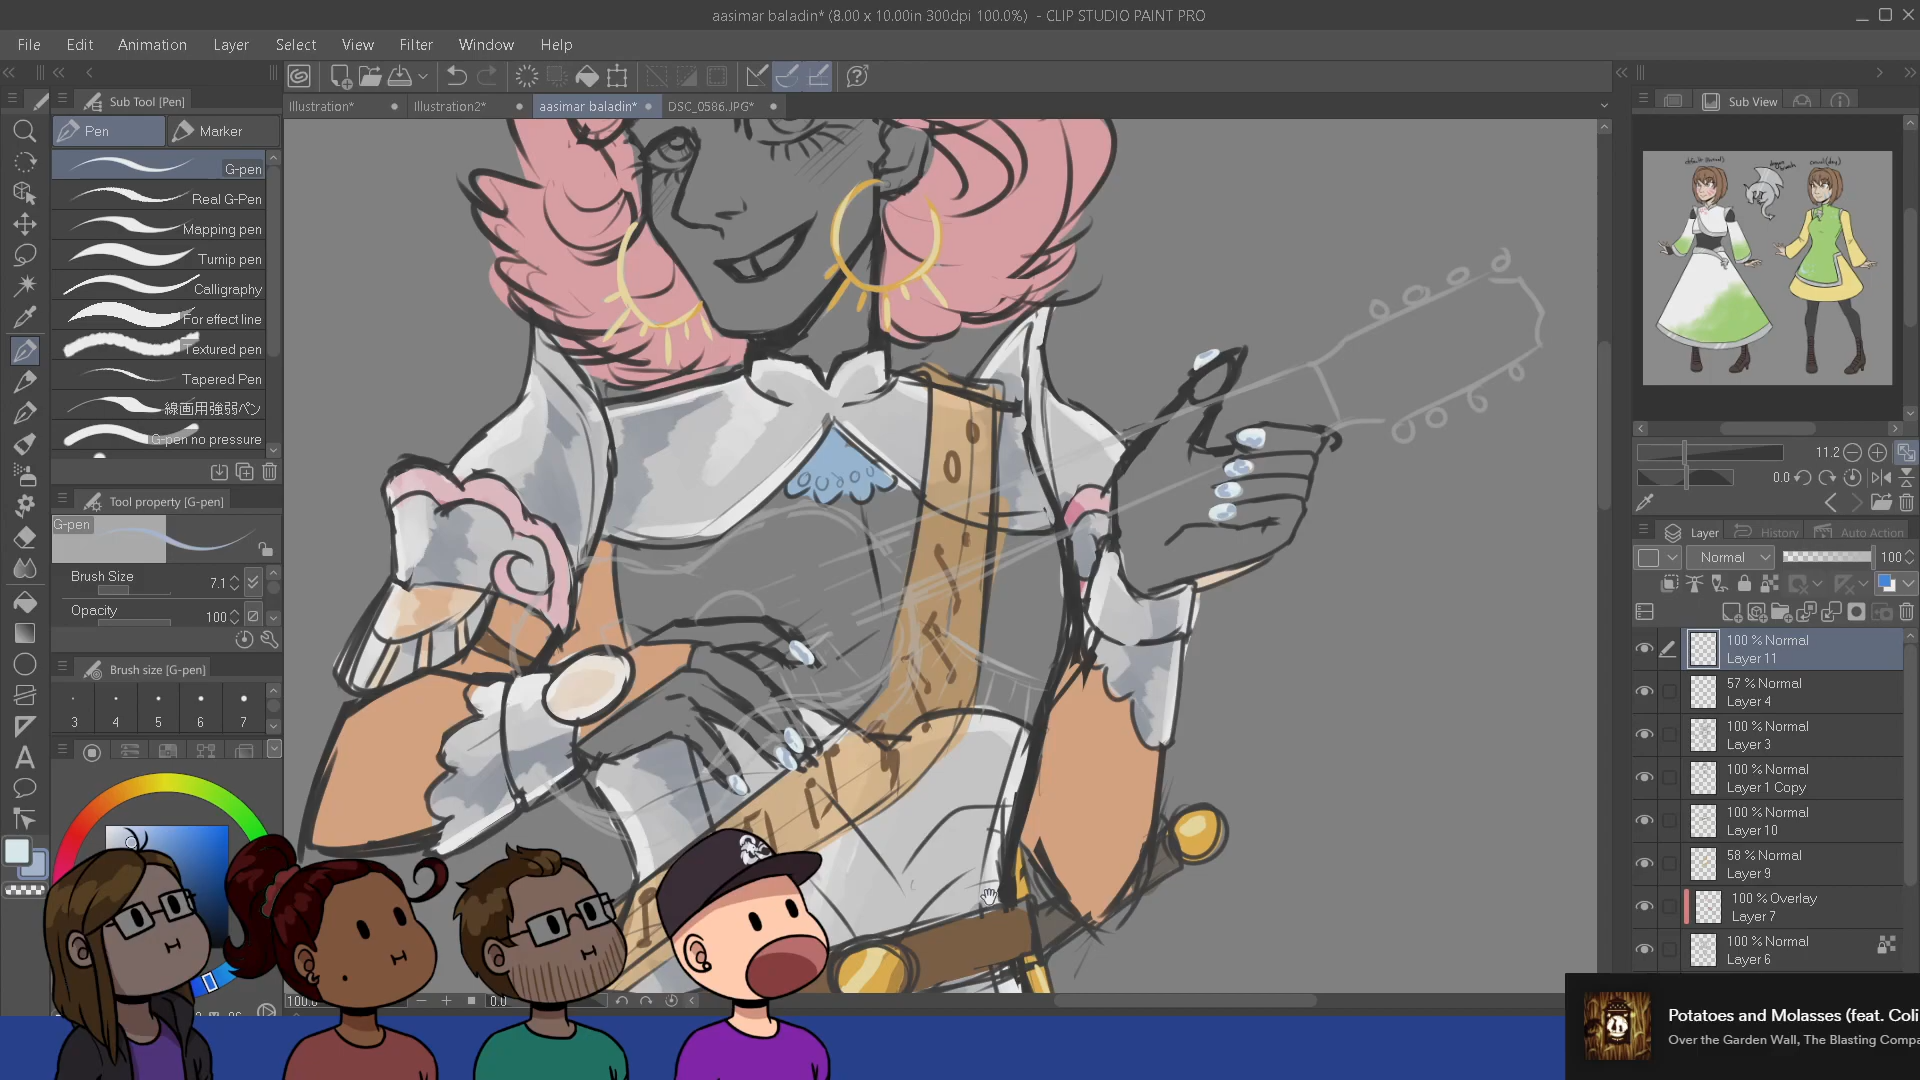 aasimar baladin* (8.00 x 10.00in 300dpi 100.0%) - CLIP STUDIO PAINT PRO
File Edit Animation Layer Select View Filter Window Help
Sub Tool [Pen]
Illustration* Illustration2* aasimar baladin* DSC_0586.JPG*
Sub View
Pen Marker
G-pen
Real G-Pen
Mapping pen
Turnip pen
Calligraphy
For effect line
Textured pen
Tapered Pen
線画用強弱ペン
G-pen no pressure
Tool property [G-pen]
G-pen
Brush Size 7.1
Opacity 100
Brush size [G-pen]
3 4 5 6 7
11.2
0.0
Layer History Auto Action
Normal 100
100 % Normal
Layer 11
57 % Normal
Layer 4
100 % Normal
Layer 3
100 % Normal
Layer 1 Copy
100 % Normal
Layer 10
58 % Normal
Layer 9
100 % Overlay
Layer 7
100 % Normal
Layer 6
100.0 0.0
Potatoes and Molasses (feat. Coli
Over the Garden Wall, The Blasting Compa